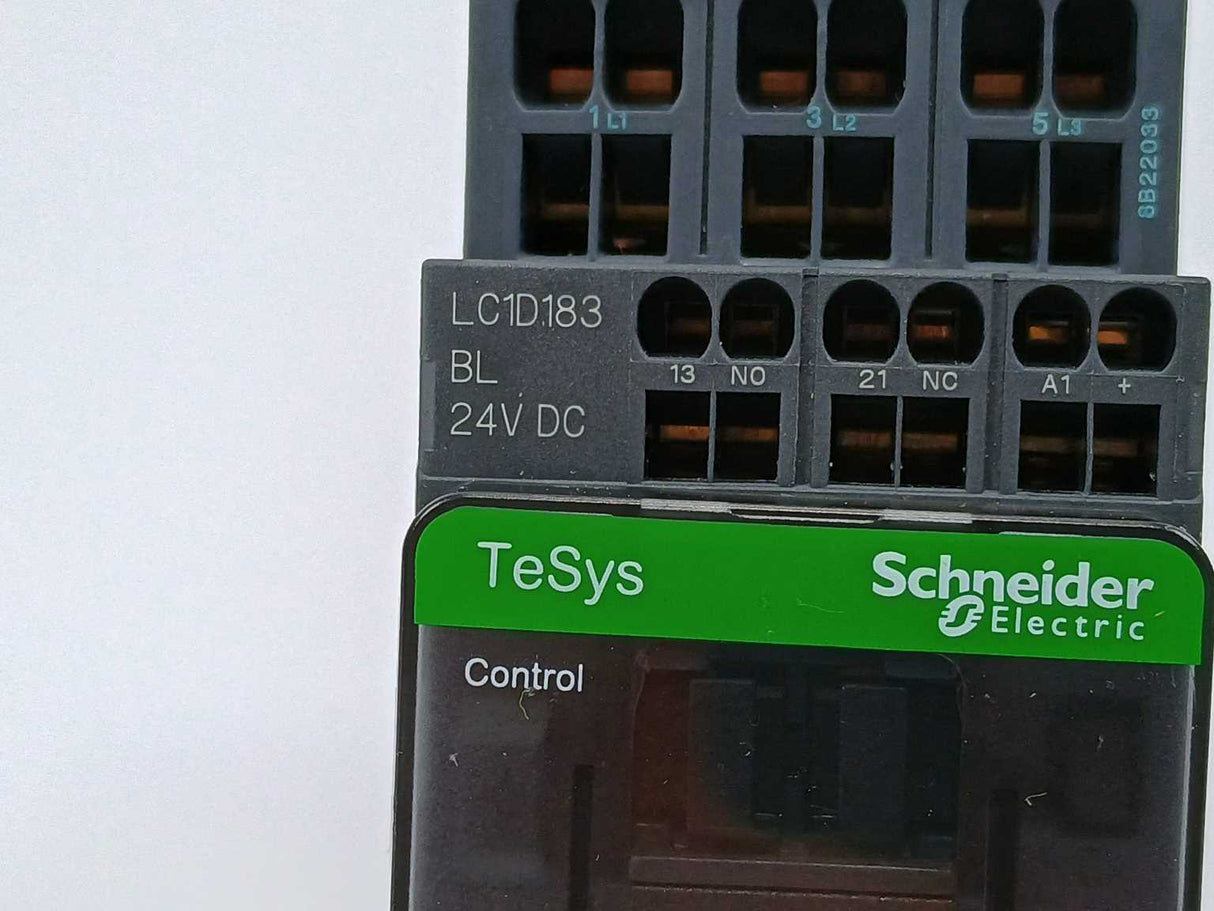 1 L1 3 L2 5 L3
8B22033
LC1D183
BL
24V DC
13 NO 21 NC A1 +
TeSys
Schneider
Electric
Control